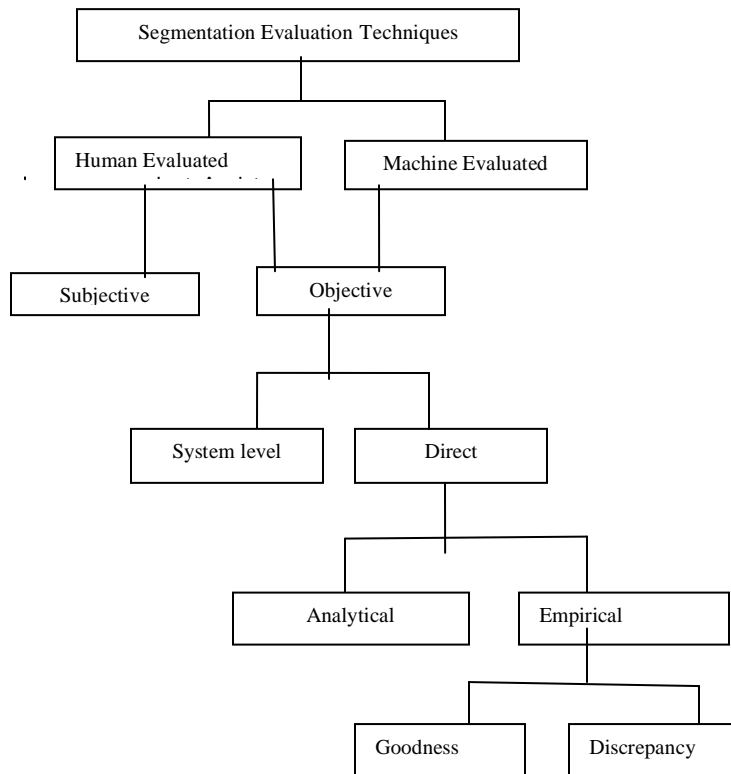 Segmentation Evaluation Techniques
Human Evaluated
Machine Evaluated
Subjective
Objective
System level
Direct
Analytical
Empirical
Goodness
Discrepancy